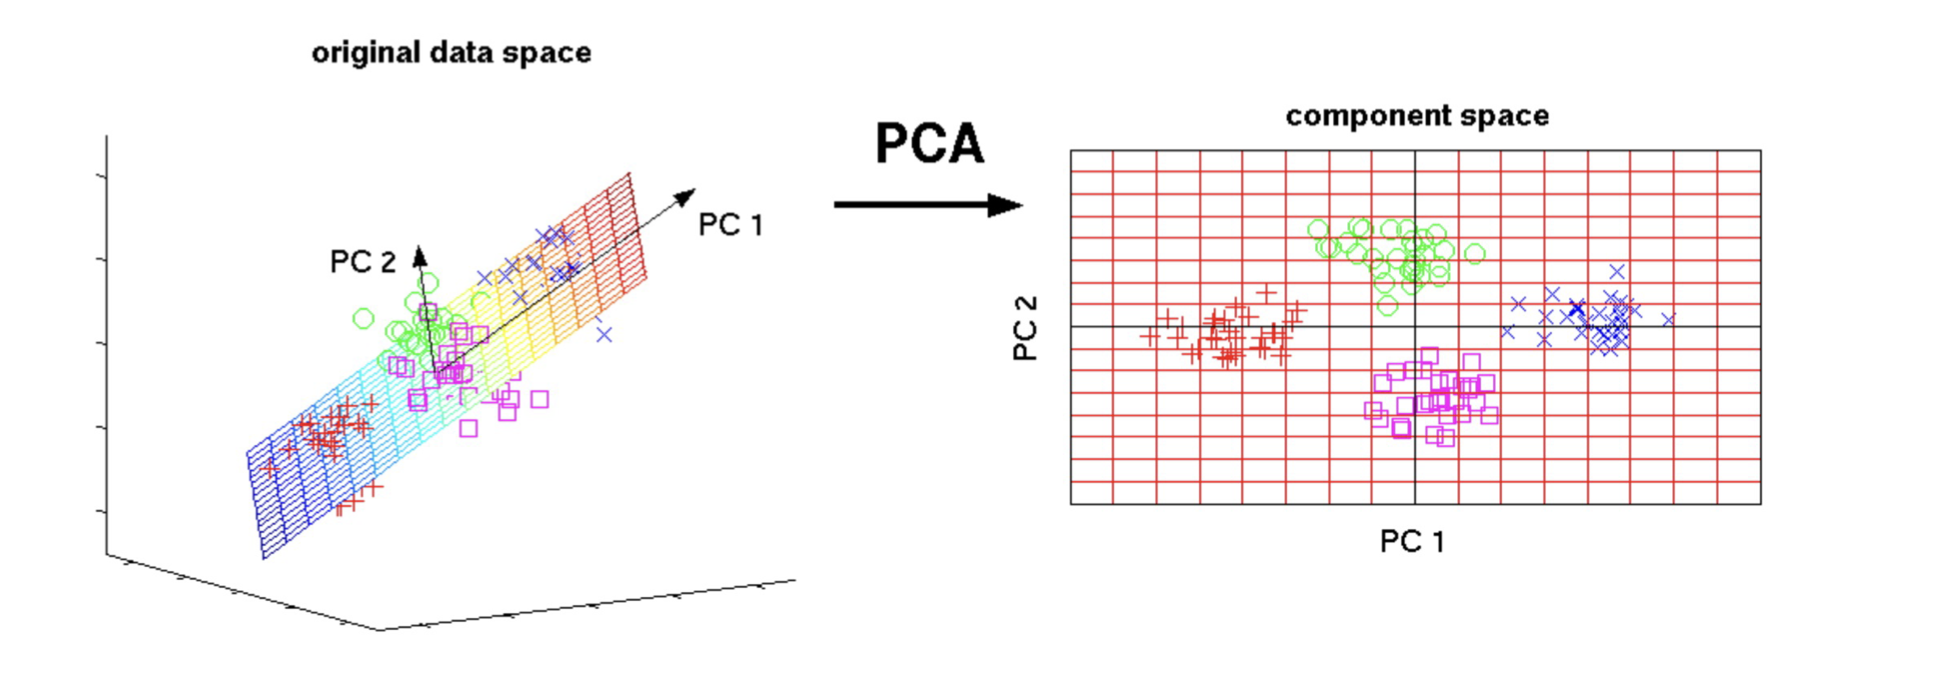 original data space
PC 1
PC 2
PCA
component space
PC 2
PC 1